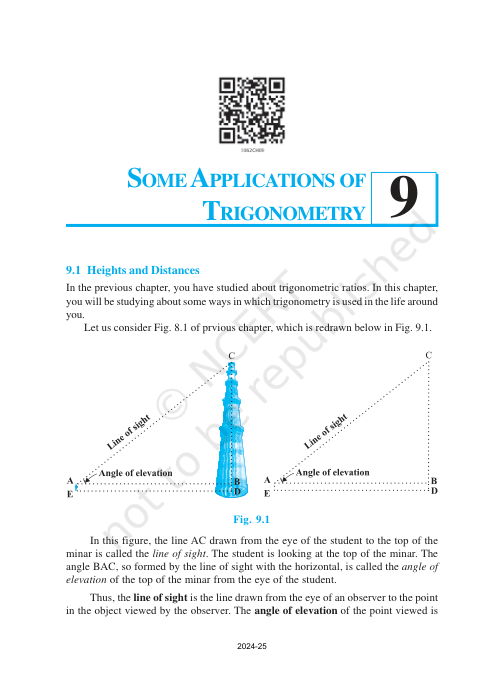 1062CH09
SOME APPLICATIONS OF
TRIGONOMETRY
9
9.1 Heights and Distances
In the previous chapter, you have studied about trigonometric ratios. In this chapter,
you will be studying about some ways in which trigonometry is used in the life around
you.
Let us consider Fig. 8.1 of prvious chapter, which is redrawn below in Fig. 9.1.
C
Line of sight
Angle of elevation
A
B
E
D
C
Line of sight
Angle of elevation
A
B
E
D
Fig. 9.1
In this figure, the line AC drawn from the eye of the student to the top of the
minar is called the line of sight. The student is looking at the top of the minar. The
angle BAC, so formed by the line of sight with the horizontal, is called the angle of
elevation of the top of the minar from the eye of the student.
Thus, the line of sight is the line drawn from the eye of an observer to the point
in the object viewed by the observer. The angle of elevation of the point viewed is
© NCERT
not to be republished
2024-25